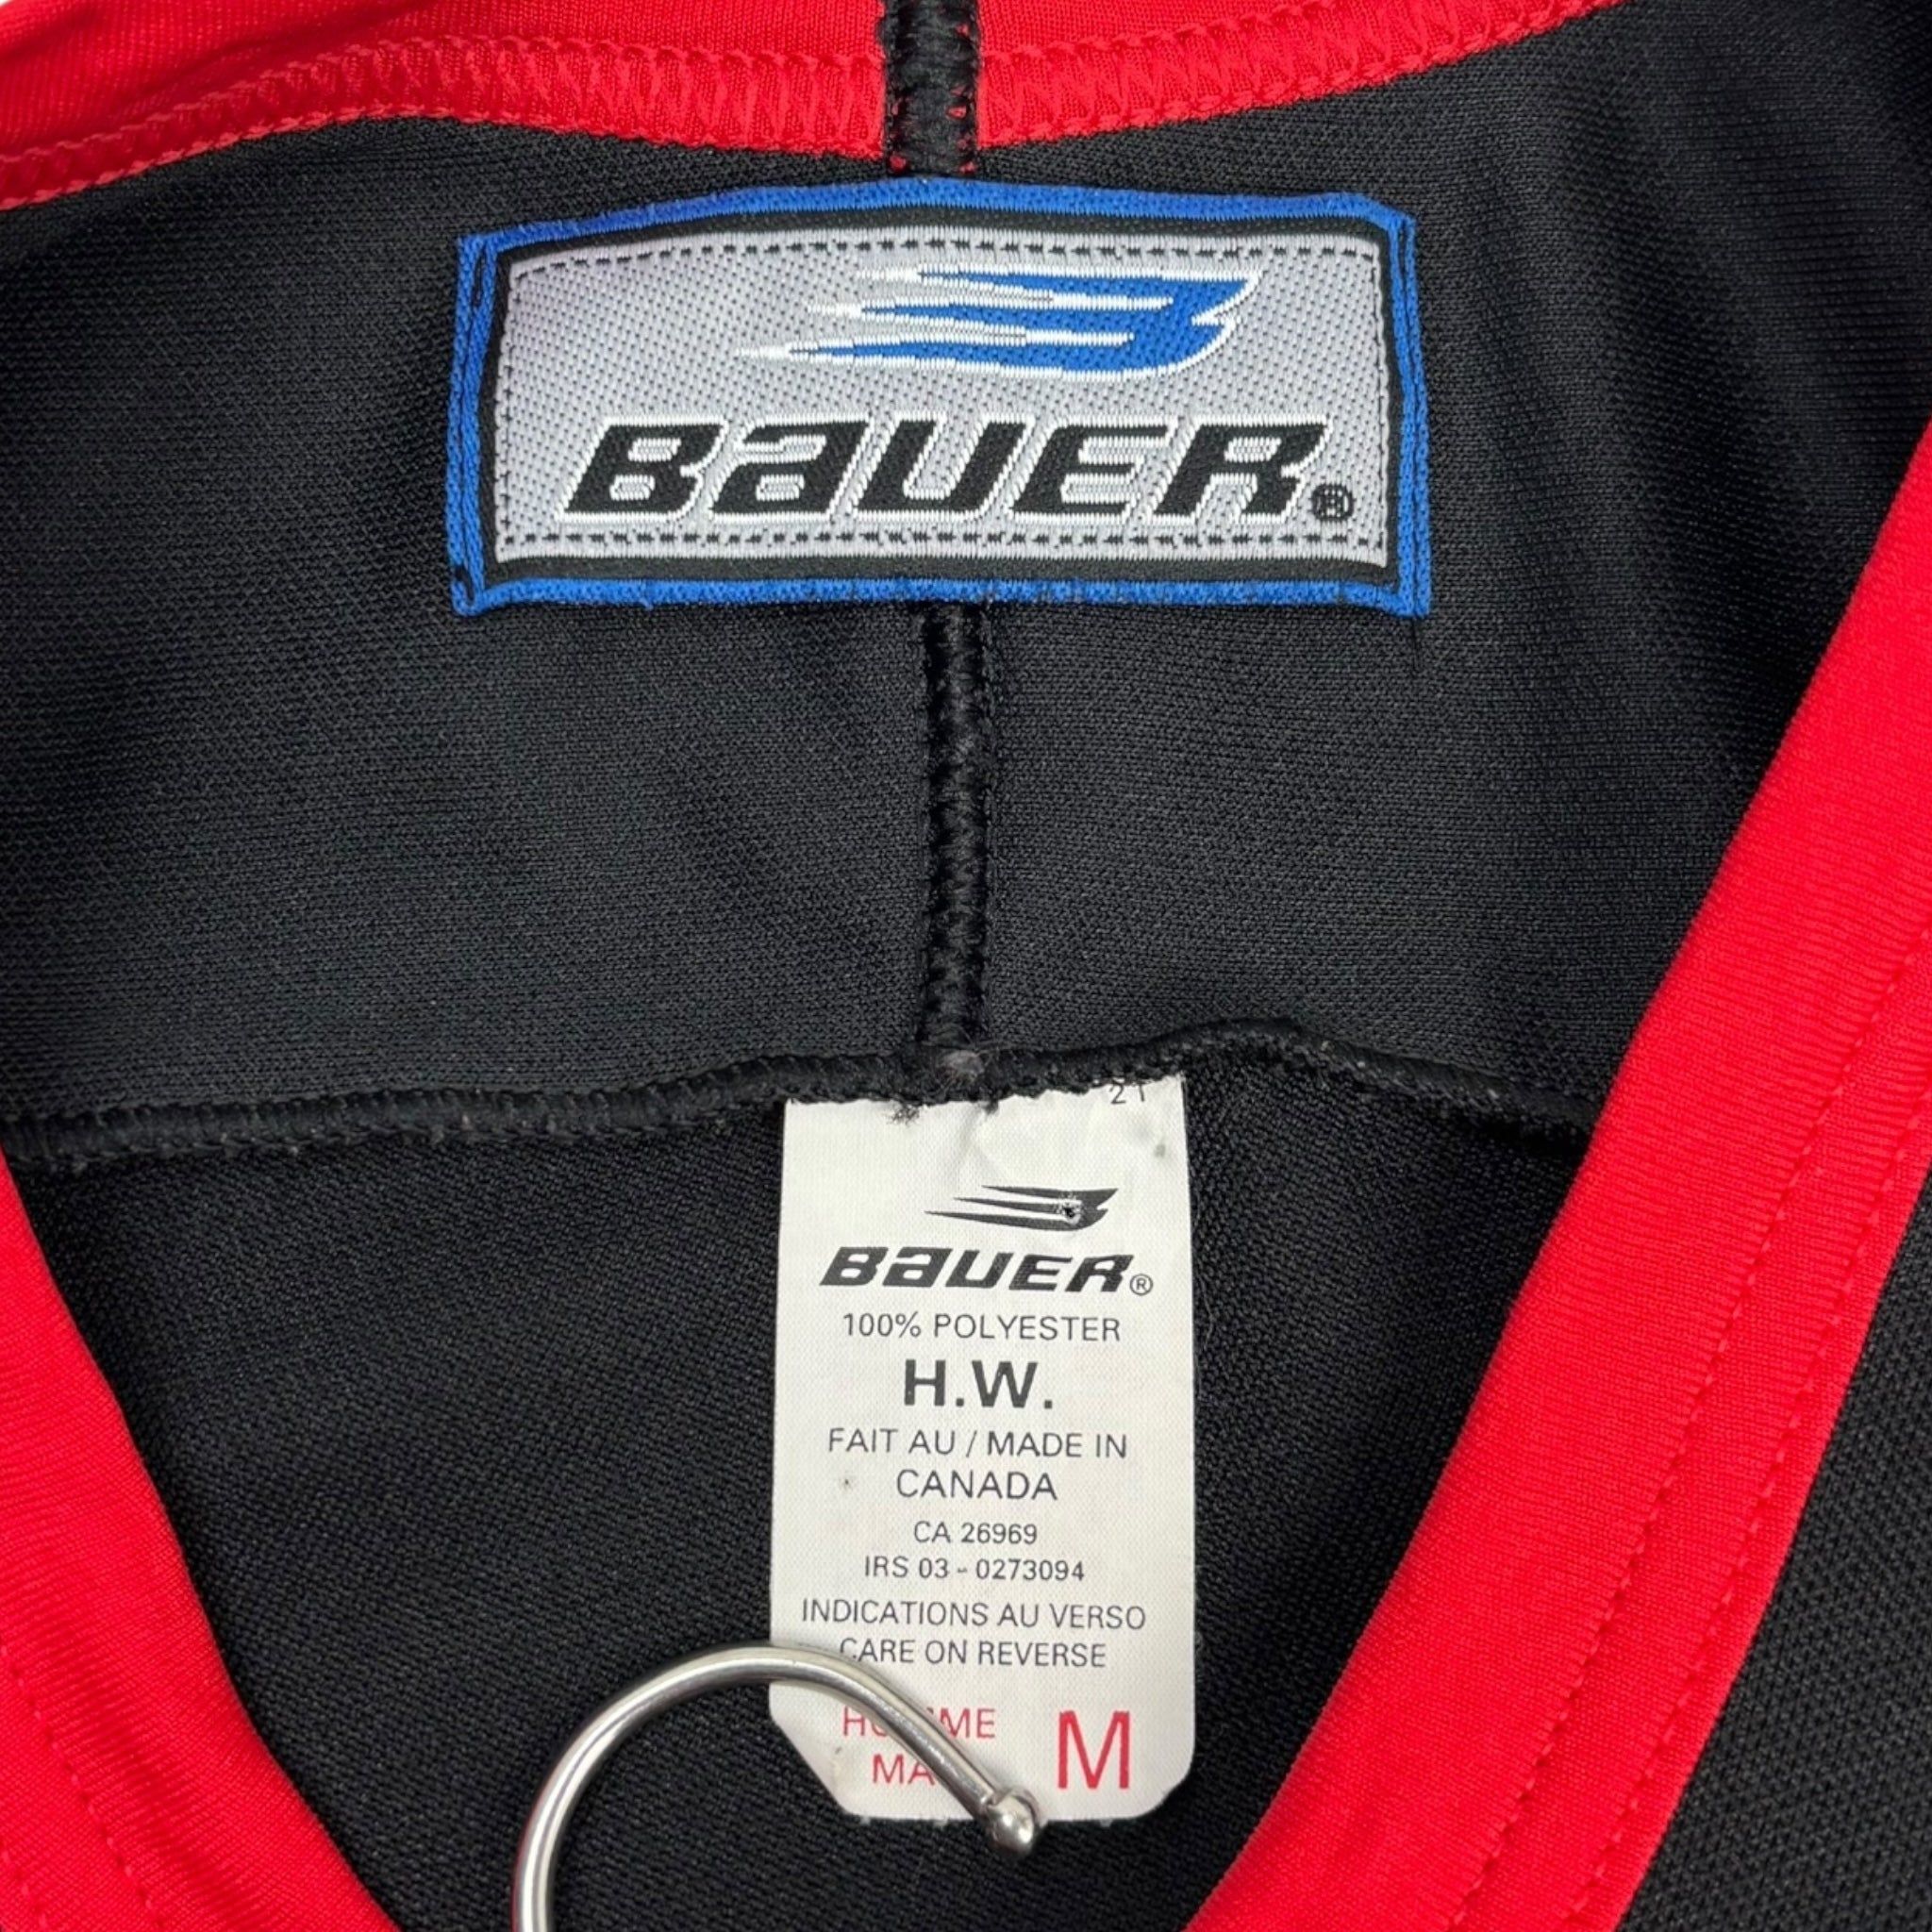 BAUER®
21
BAUER®
100% POLYESTER
H.W.
FAIT AU / MADE IN
CANADA
CA 26969
IRS 03 - 0273094
INDICATIONS AU VERSO
CARE ON REVERSE
M